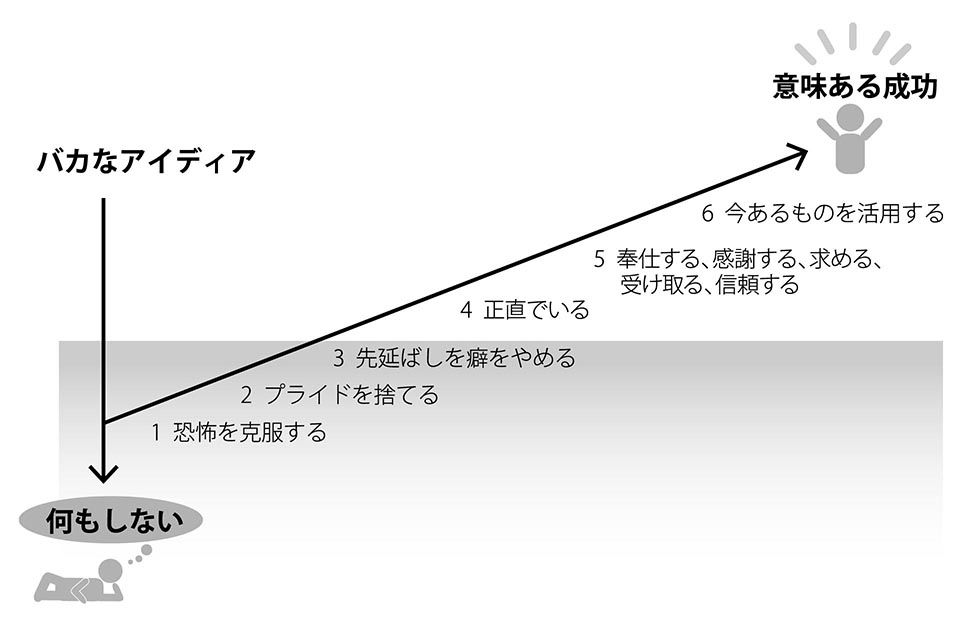 意味ある成功
バカなアイディア
6 今あるものを活用する
5 奉仕する、感謝する、求める、
受け取る、信頼する
4 正直でいる
3 先延ばしを癖をやめる
2 プライドを捨てる
1 恐怖を克服する
何もしない